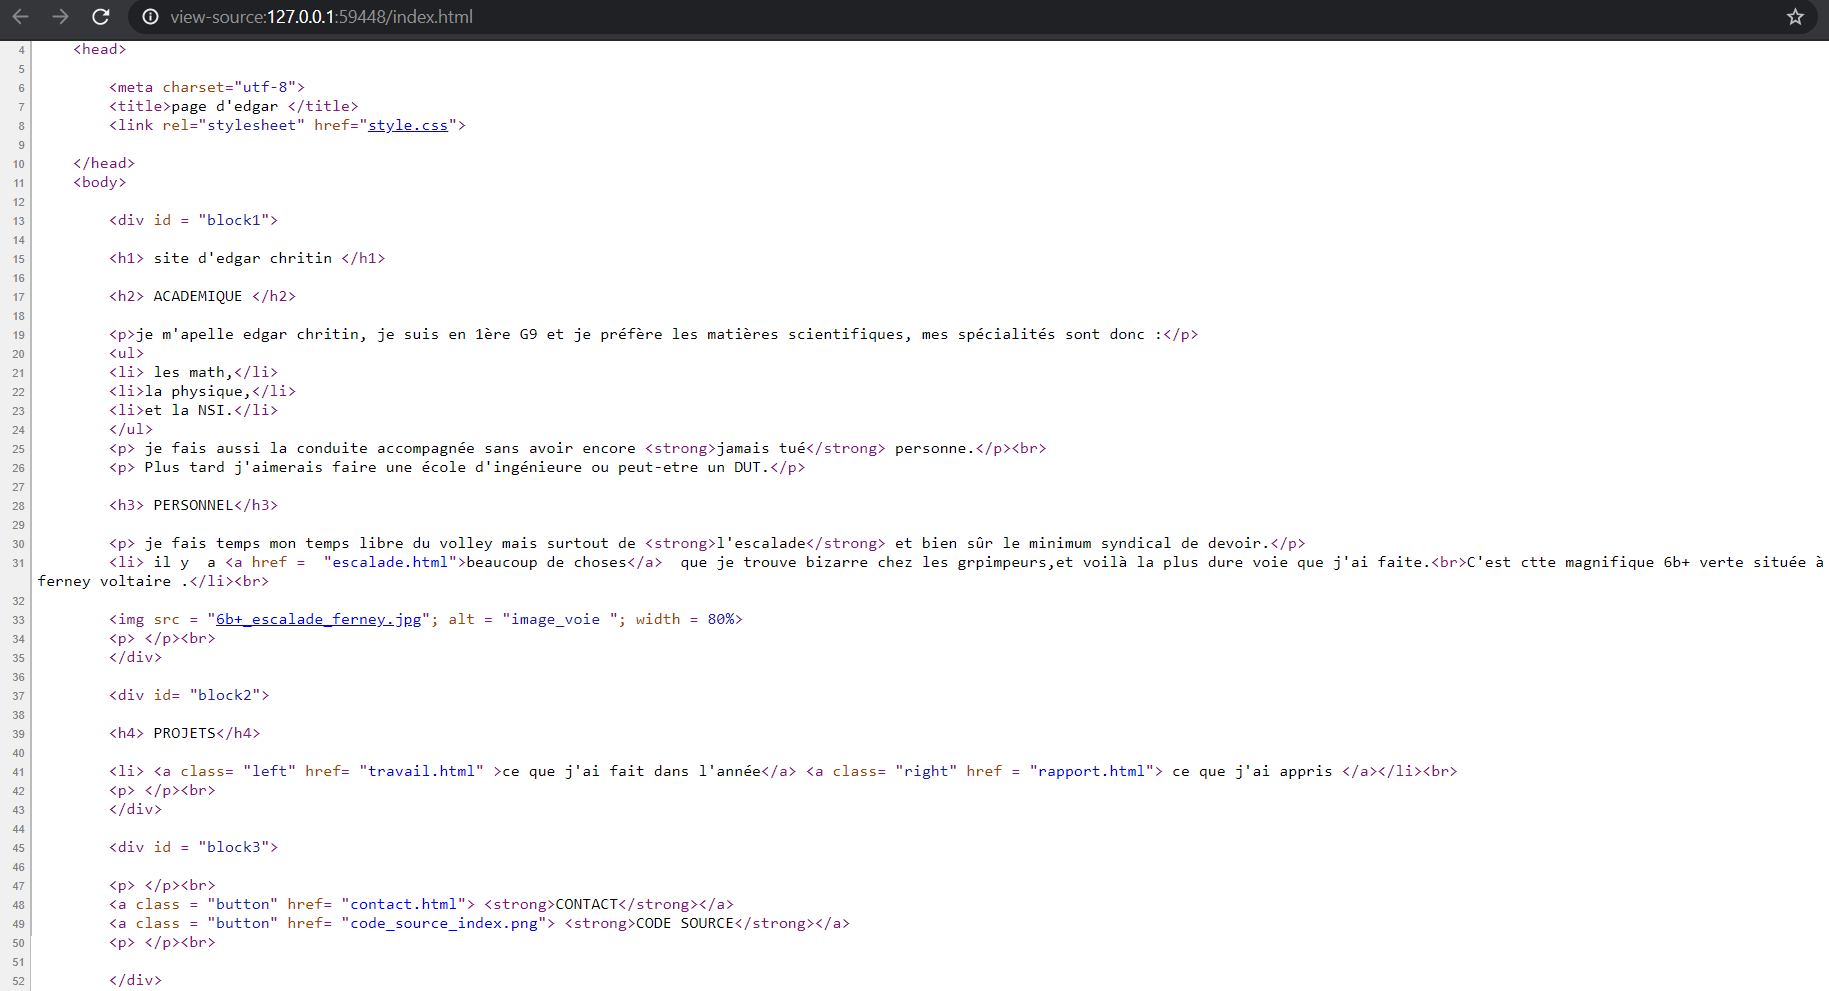 view-source:127.0.0.1:59448/index.html
4 <head>
5
6 <meta charset="utf-8">
7 <title>page d'edgar </title>
8 <link rel="stylesheet" href="style.css">
9
10 </head>
11 <body>
12
13 <div id = "block1">
14
15 <h1> site d'edgar chritin </h1>
16
17 <h2> ACADEMIQUE </h2>
18
19 <p>je m'apelle edgar chritin, je suis en 1ère G9 et je préfère les matières scientifiques, mes spécialités sont donc :</p>
20 <ul>
21 <li> les math,</li>
22 <li>la physique,</li>
23 <li>et la NSI.</li>
24 </ul>
25 <p> je fais aussi la conduite accompagnée sans avoir encore <strong>jamais tué</strong> personne.</p><br>
26 <p> Plus tard j'aimerais faire une école d'ingénieure ou peut-etre un DUT.</p>
27
28 <h3> PERSONNEL</h3>
29
30 <p> je fais temps mon temps libre du volley mais surtout de <strong>l'escalade</strong> et bien sûr le minimum syndical de devoir.</p>
31 <li> il y  a <a href =  "escalade.html">beaucoup de choses</a>  que je trouve bizarre chez les grpimpeurs,et voilà la plus dure voie que j'ai faite.<br>C'est ctte magnifique 6b+ verte située à
ferney voltaire .</li><br>
32
33 <img src = "6b+_escalade_ferney.jpg"; alt = "image_voie "; width = 80%>
34 <p> </p><br>
35 </div>
36
37 <div id= "block2">
38
39 <h4> PROJETS</h4>
40
41 <li> <a class= "left" href= "travail.html" >ce que j'ai fait dans l'année</a> <a class= "right" href = "rapport.html"> ce que j'ai appris </a></li><br>
42 <p> </p><br>
43 </div>
44
45 <div id = "block3">
46
47 <p> </p><br>
48 <a class = "button" href= "contact.html"> <strong>CONTACT</strong></a>
49 <a class = "button" href= "code_source_index.png"> <strong>CODE SOURCE</strong></a>
50 <p> </p><br>
51
52 </div>